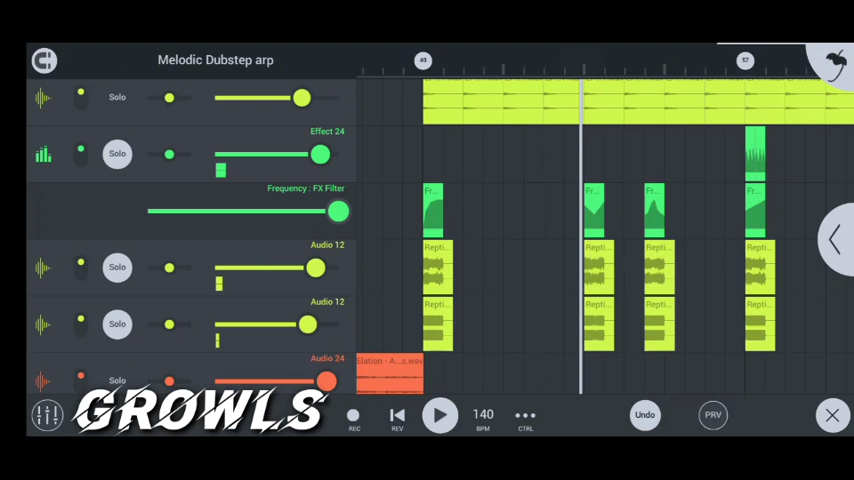 Melodic Dubstep arp
49
57
Solo
Effect 24
Solo
Frequency : FX Filter
Fr...
Fr...
Fr...
Fr...
Audio 12
Solo
Repti...
Repti...
Repti...
Repti...
Audio 12
Solo
Repti...
Repti...
Repti...
Repti...
Audio 24
Solo
Elation - A...s.wav
GROWLS
REC
REV
140
BPM
CTRL
Undo
PRV